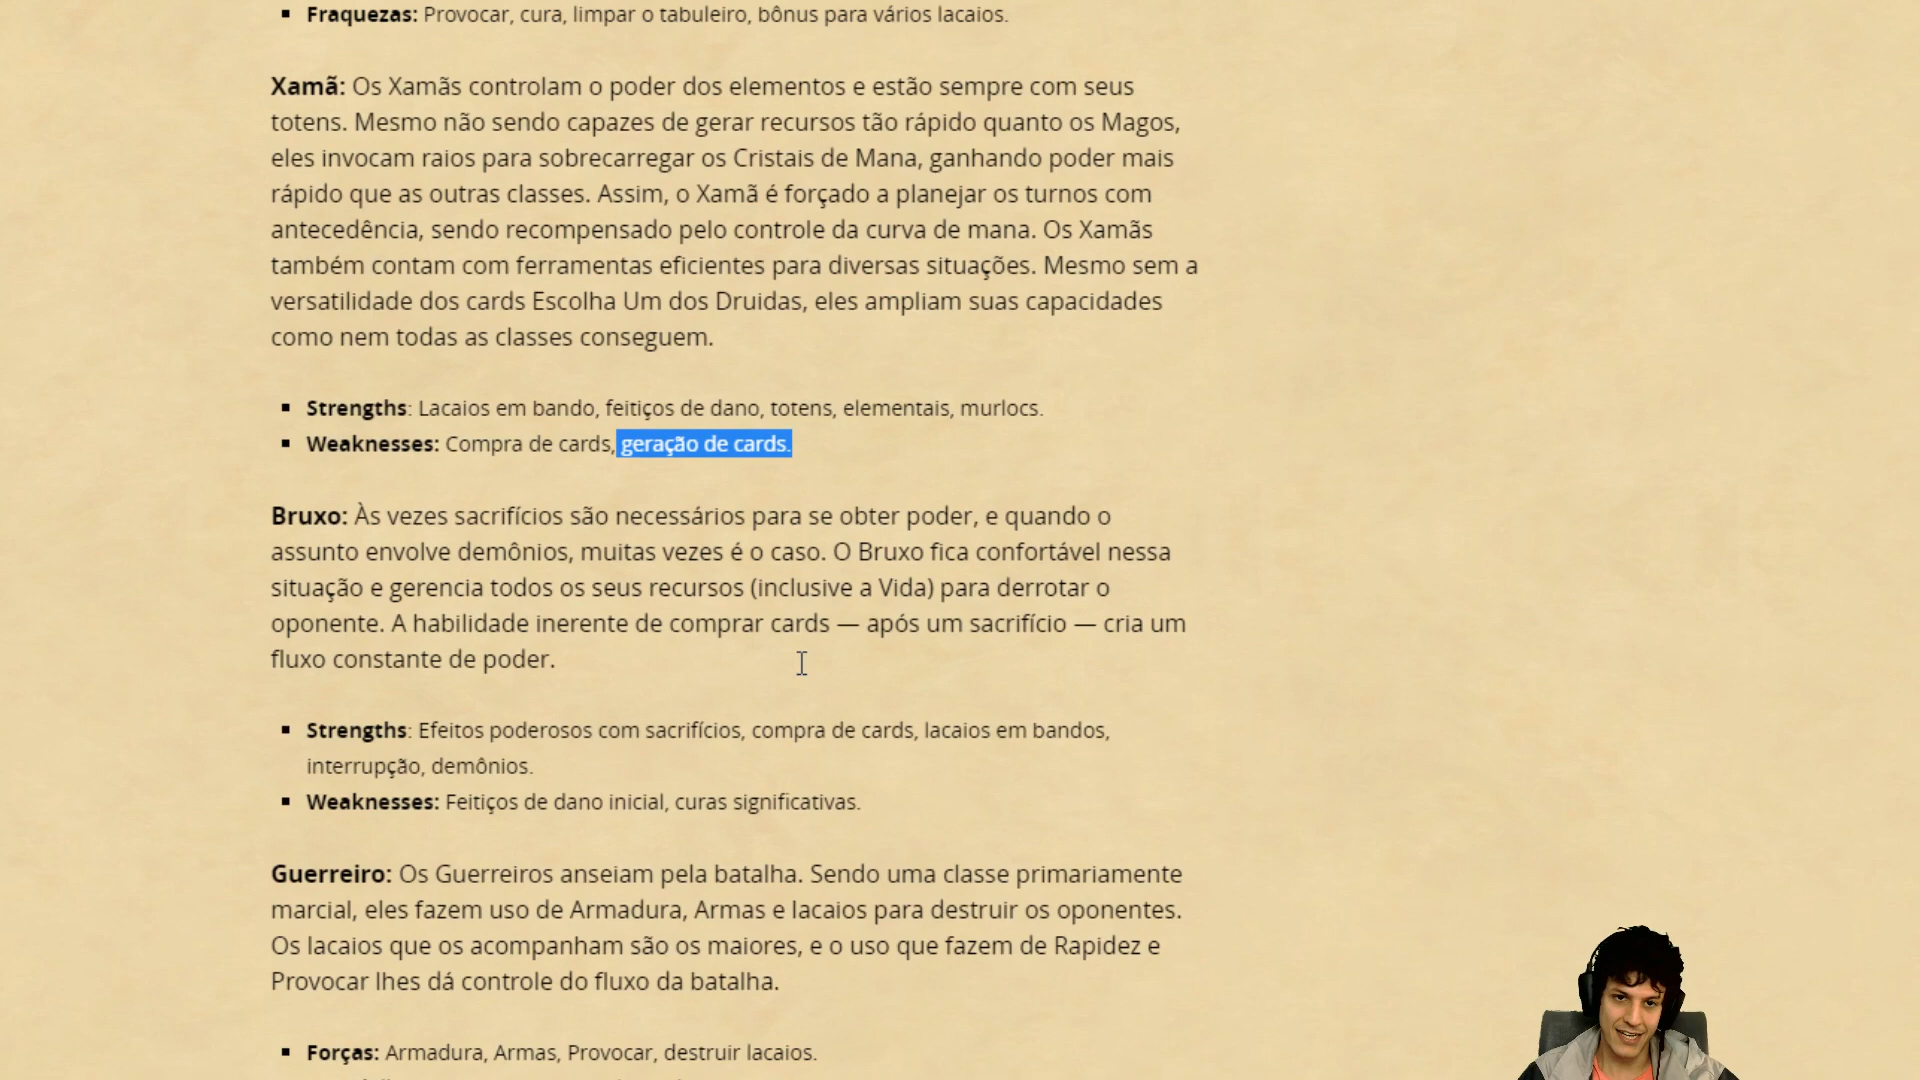 ▪ Fraquezas: Provocar, cura, limpar o tabuleiro, bônus para vários lacaios.
Xamã: Os Xamãs controlam o poder dos elementos e estão sempre com seus
totens. Mesmo não sendo capazes de gerar recursos tão rápido quanto os Magos,
eles invocam raios para sobrecarregar os Cristais de Mana, ganhando poder mais
rápido que as outras classes. Assim, o Xamã é forçado a planejar os turnos com
antecedência, sendo recompensado pelo controle da curva de mana. Os Xamãs
também contam com ferramentas eficientes para diversas situações. Mesmo sem a
versatilidade dos cards Escolha Um dos Druidas, eles ampliam suas capacidades
como nem todas as classes conseguem.
▪ Strengths: Lacaios em bando, feitiços de dano, totens, elementais, murlocs.
▪ Weaknesses: Compra de cards, geração de cards.
Bruxo: Às vezes sacrifícios são necessários para se obter poder, e quando o
assunto envolve demônios, muitas vezes é o caso. O Bruxo fica confortável nessa
situação e gerencia todos os seus recursos (inclusive a Vida) para derrotar o
oponente. A habilidade inerente de comprar cards — após um sacrifício — cria um
fluxo constante de poder.
▪ Strengths: Efeitos poderosos com sacrifícios, compra de cards, lacaios em bandos,
interrupção, demônios.
▪ Weaknesses: Feitiços de dano inicial, curas significativas.
Guerreiro: Os Guerreiros anseiam pela batalha. Sendo uma classe primariamente
marcial, eles fazem uso de Armadura, Armas e lacaios para destruir os oponentes.
Os lacaios que os acompanham são os maiores, e o uso que fazem de Rapidez e
Provocar lhes dá controle do fluxo da batalha.
▪ Forças: Armadura, Armas, Provocar, destruir lacaios.